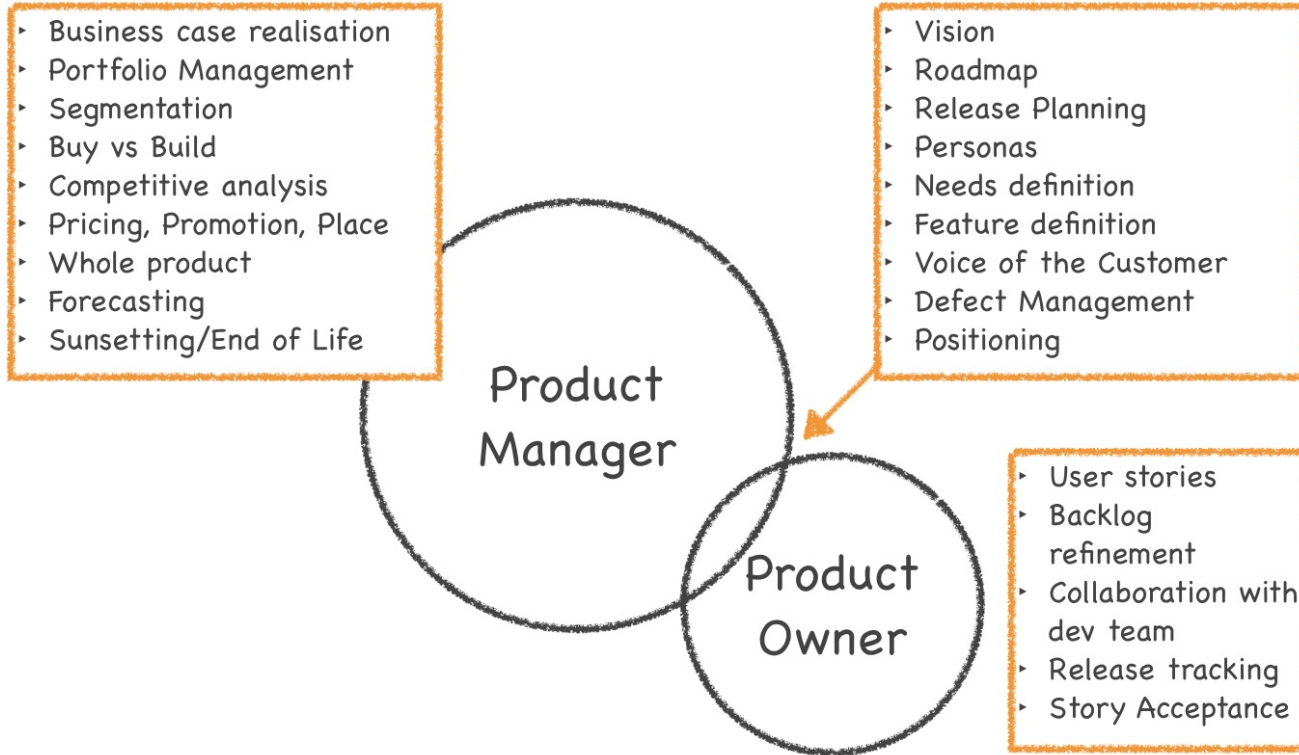 ‣ Business case realisation
‣ Portfolio Management
‣ Segmentation
‣ Buy vs Build
‣ Competitive analysis
‣ Pricing, Promotion, Place
‣ Whole product
‣ Forecasting
‣ Sunsetting/End of Life
‣ Vision
‣ Roadmap
‣ Release Planning
‣ Personas
‣ Needs definition
‣ Feature definition
‣ Voice of the Customer
‣ Defect Management
‣ Positioning
Product
Manager
Product
Owner
‣ User stories
‣ Backlog
refinement
‣ Collaboration with
dev team
‣ Release tracking
‣ Story Acceptance